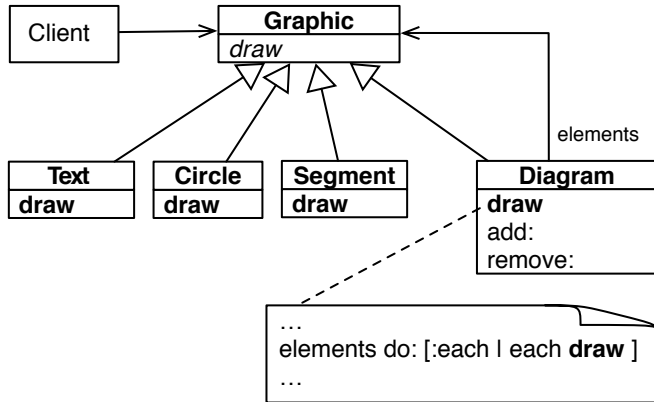 Client
Graphic
draw
elements
Text
draw
Circle
draw
Segment
draw
Diagram
draw
add:
remove:
…
elements do: [:each | each draw ]
…